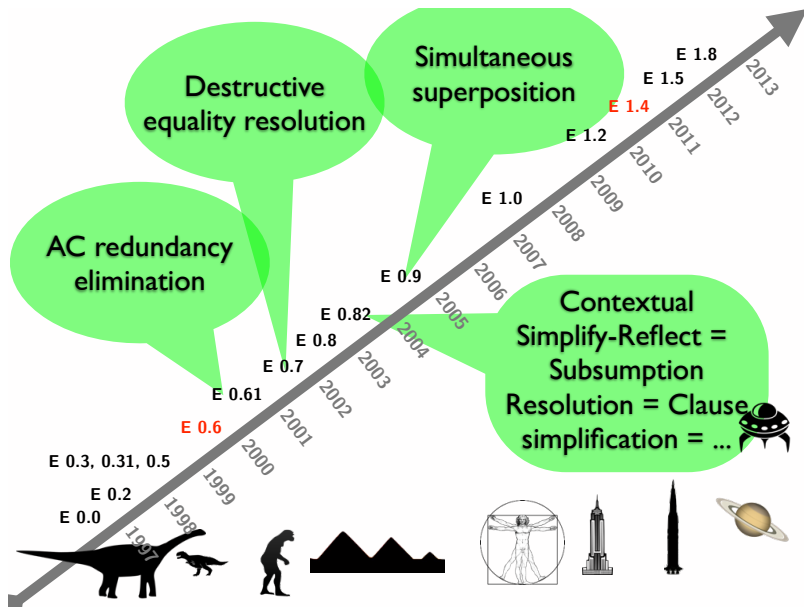 Simultaneous
superposition
Destructive
equality resolution
AC redundancy
elimination
Contextual
Simplify-Reflect =
Subsumption
Resolution = Clause
simplification = ...
E 1.8
E 1.5
E 1.4
E 1.2
E 1.0
E 0.9
E 0.82
E 0.8
E 0.7
E 0.61
E 0.6
E 0.3, 0.31, 0.5
E 0.2
E 0.0
1997
1998
1999
2000
2001
2002
2003
2004
2005
2006
2007
2008
2009
2010
2011
2012
2013